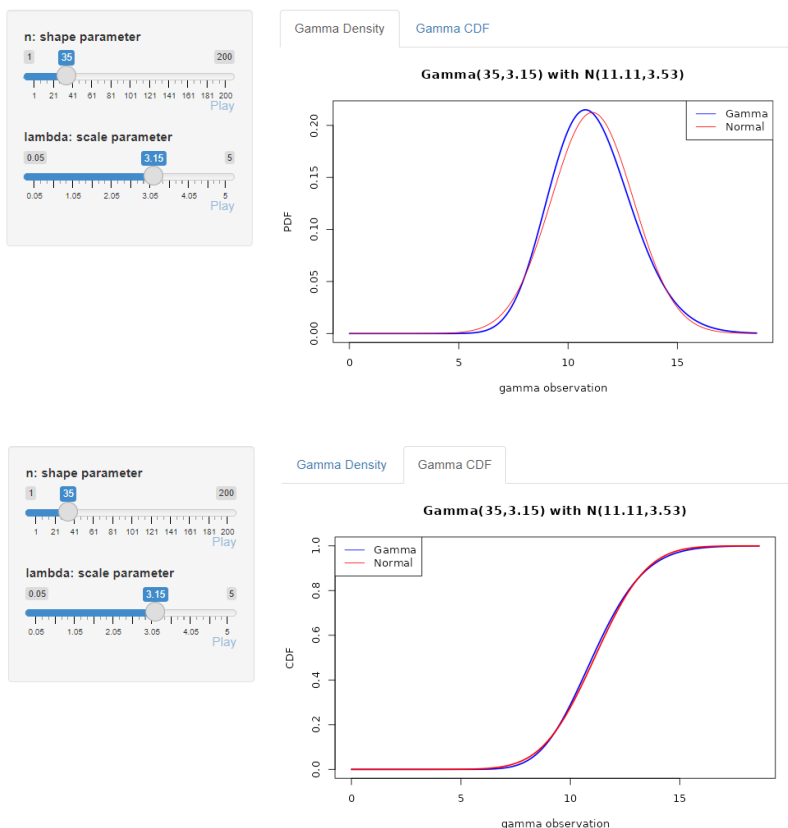 n: shape parameter
1 35 200
1 21 41 61 81 101 121 141 161 181 200
Play
lambda: scale parameter
0.05 3.15 5
0.05 1.05 2.05 3.05 4.05 5
Play
Gamma Density Gamma CDF
Gamma(35,3.15) with N(11.11,3.53)
Gamma
Normal
PDF
0.20
0.15
0.10
0.05
0.00
0 5 10 15
gamma observation
n: shape parameter
1 35 200
1 21 41 61 81 101 121 141 161 181 200
Play
lambda: scale parameter
0.05 3.15 5
0.05 1.05 2.05 3.05 4.05 5
Play
Gamma Density Gamma CDF
Gamma(35,3.15) with N(11.11,3.53)
Gamma
Normal
CDF
1.0
0.8
0.6
0.4
0.2
0.0
0 5 10 15
gamma observation